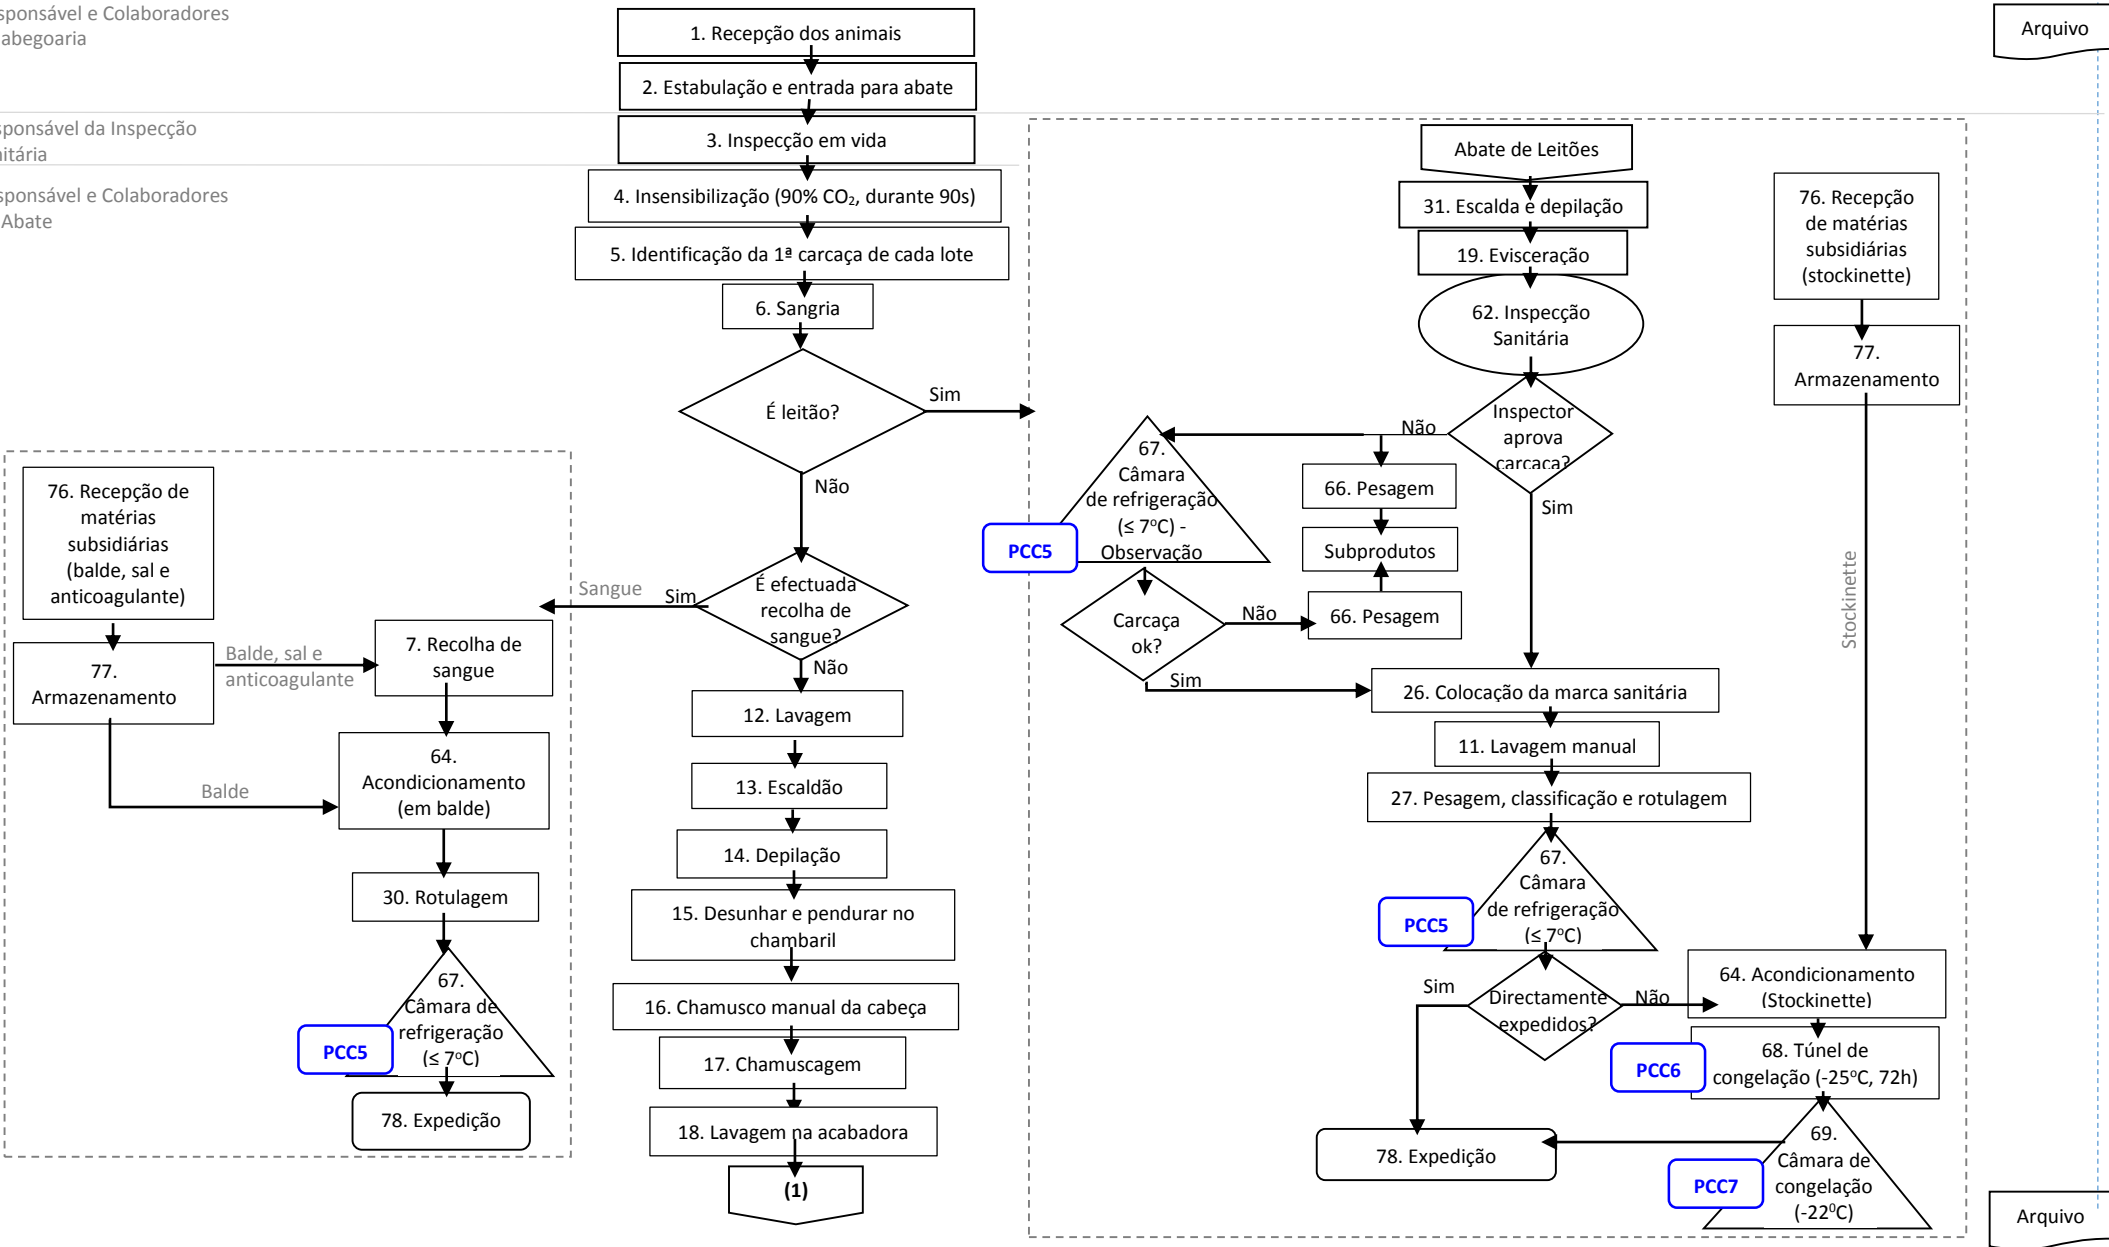 sponsável e Colaboradores
abegoaria
1. Recepção dos animais
2. Estabulação e entrada para abate
sponsável da Inspecção
nitária
3. Inspecção em vida
sponsável e Colaboradores
Abate
4. Insensibilização (90% CO₂, durante 90s)
5. Identificação da 1ª carcaça de cada lote
6. Sangria
É leitão?
Sim
Não
É efectuada
recolha de
sangue?
Sim
Sangue
Não
76. Recepção de
matérias
subsidiárias
(balde, sal e
anticoagulante)
77.
Armazenamento
Balde, sal e
anticoagulante
Balde
7. Recolha de
sangue
64.
Acondicionamento
(em balde)
30. Rotulagem
67.
Câmara de
refrigeração
(≤ 7ºC)
PCC5
78. Expedição
12. Lavagem
13. Escaldão
14. Depilação
15. Desunhar e pendurar no
chambaril
16. Chamusco manual da cabeça
17. Chamuscagem
18. Lavagem na acabadora
(1)
Abate de Leitões
31. Escalda e depilação
19. Evisceração
62. Inspecção
Sanitária
Inspector
aprova
carcaça?
Não
Sim
67.
Câmara
de refrigeração
(≤ 7ºC) -
Observação
PCC5
66. Pesagem
Subprodutos
66. Pesagem
Carcaça
ok?
Não
Sim
26. Colocação da marca sanitária
11. Lavagem manual
27. Pesagem, classificação e rotulagem
67.
Câmara
de refrigeração
(≤ 7ºC)
PCC5
Directamente
expedidos?
Sim
Não
76. Recepção
de matérias
subsidiárias
(stockinette)
77.
Armazenamento
Stockinette
64. Acondicionamento
(Stockinette)
68. Túnel de
congelação (-25ºC, 72h)
PCC6
69.
Câmara de
congelação
(-22⁰C)
PCC7
78. Expedição
Arquivo
Arquivo